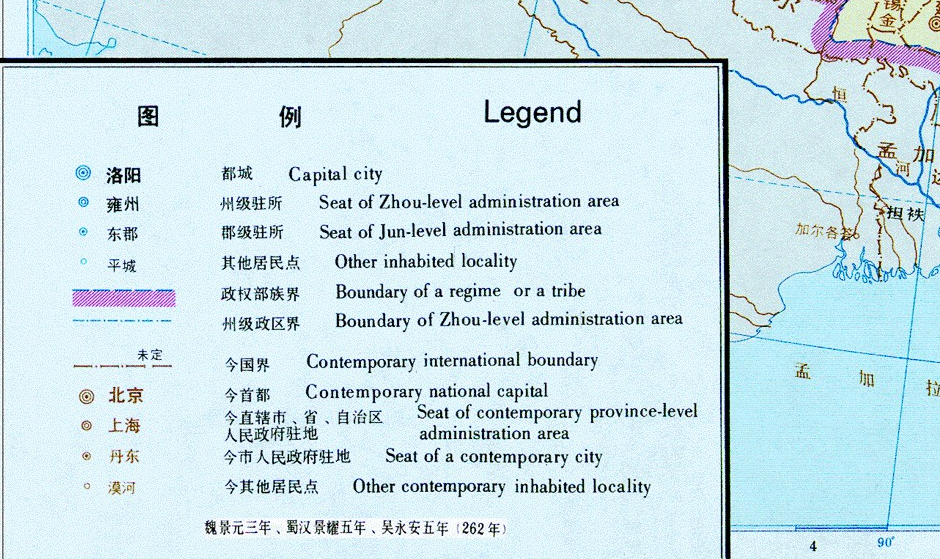 图 例 Legend
洛阳 都城 Capital city
雍州 州级驻所 Seat of Zhou-level administration area
东郡 郡级驻所 Seat of Jun-level administration area
平城 其他居民点 Other inhabited locality
政权部族界 Boundary of a regime or a tribe
州级政区界 Boundary of Zhou-level administration area
未定
今国界 Contemporary international boundary
北京 今首都 Contemporary national capital
上海 今直辖市、省、自治区 Seat of contemporary province-level
人民政府驻地 administration area
丹东 今市人民政府驻地 Seat of a contemporary city
漠河 今其他居民点 Other contemporary inhabited locality
魏景元三年、蜀汉景耀五年、吴永安五年(262年)
尔
锡
金
恒
孟 加
河
担袂
加尔各答
孟 加 拉
4 90°